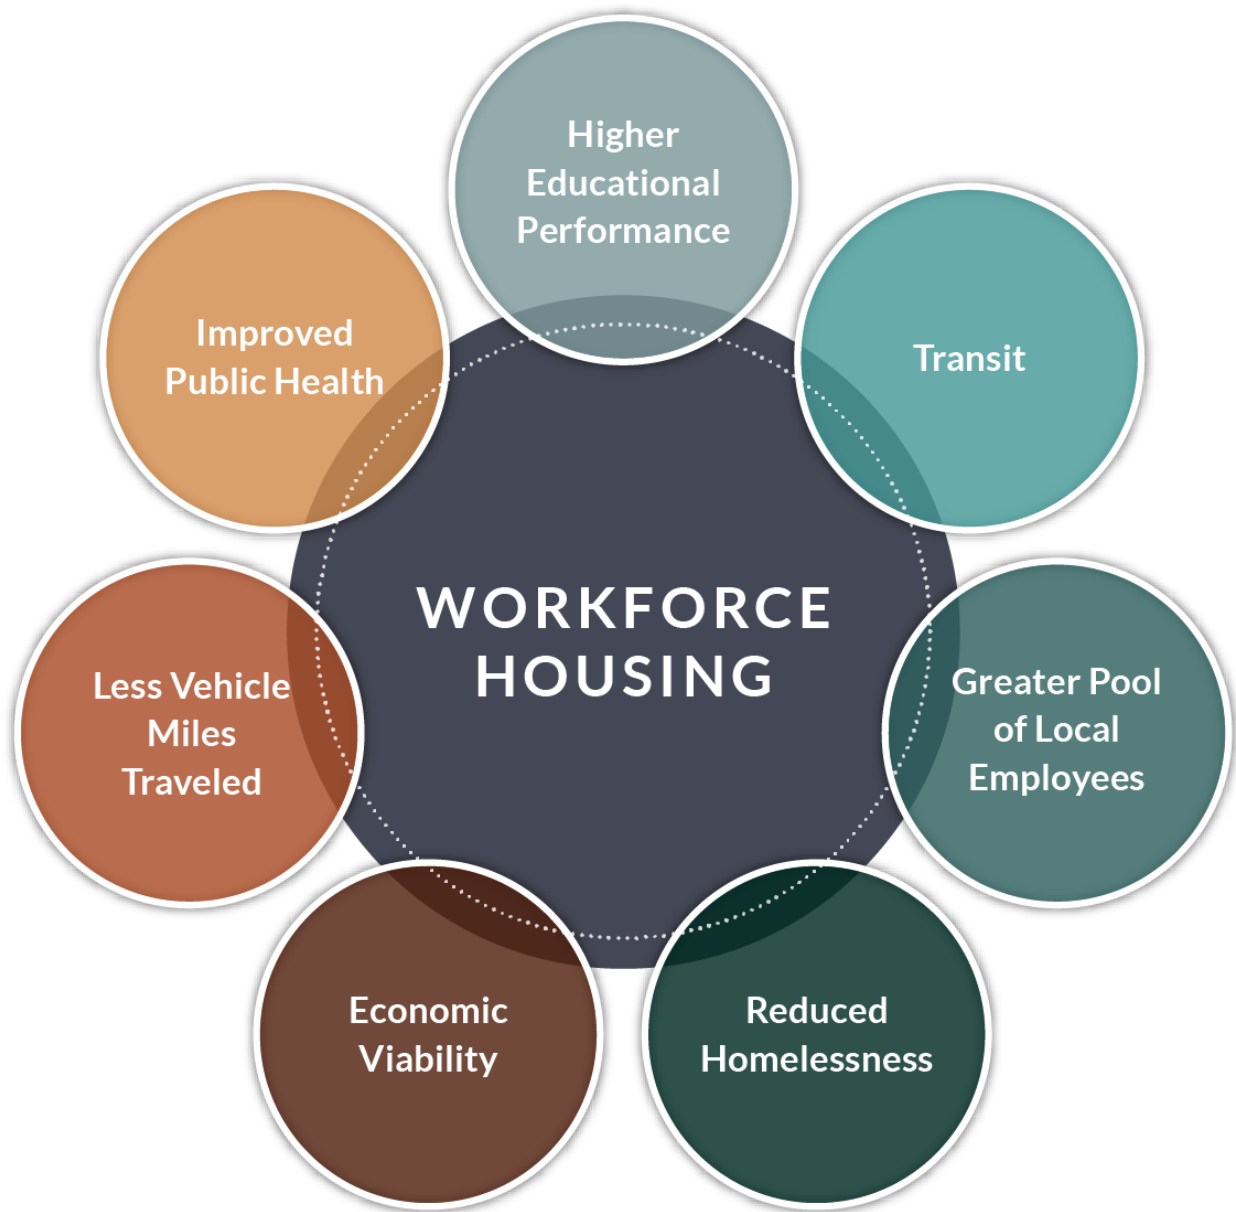 Higher
Educational
Performance
Improved
Public Health
Transit
WORKFORCE
HOUSING
Less Vehicle
Miles
Traveled
Greater Pool
of Local
Employees
Economic
Viability
Reduced
Homelessness